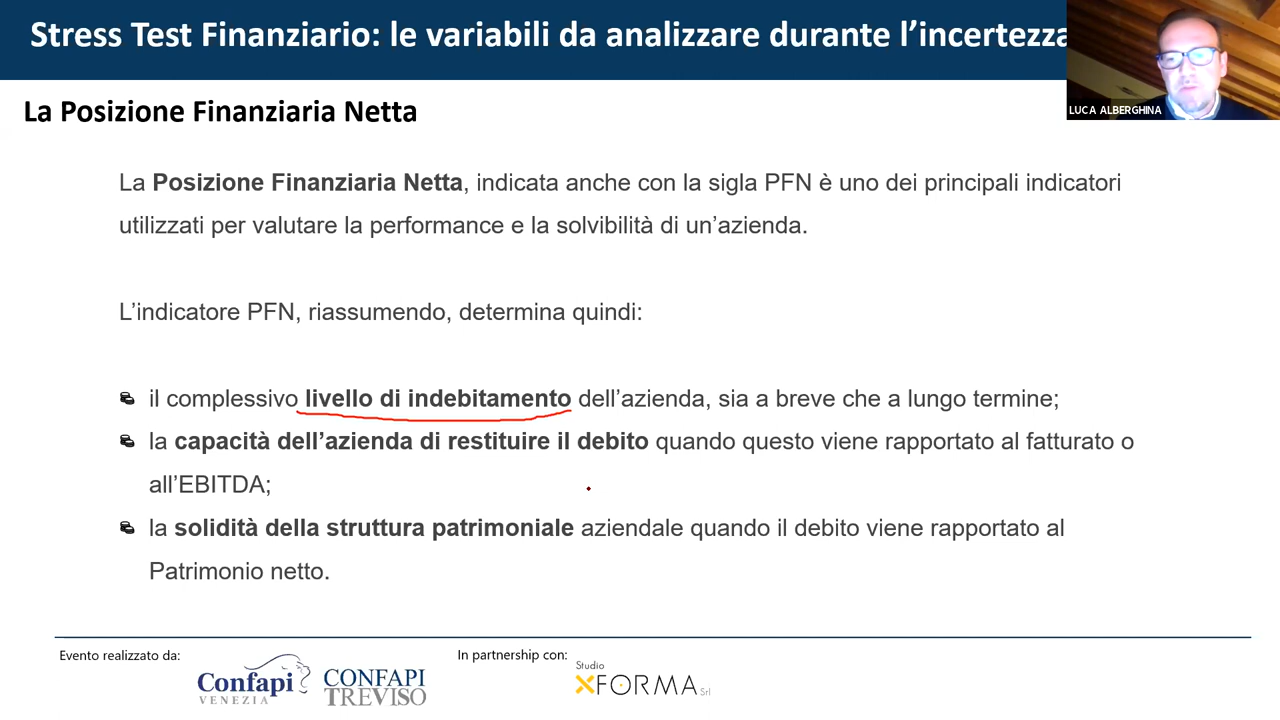 Stress Test Finanziario: le variabili da analizzare durante l’incertezza
LUCA ALBERGHINA
La Posizione Finanziaria Netta
La Posizione Finanziaria Netta, indicata anche con la sigla PFN è uno dei principali indicatori
utilizzati per valutare la performance e la solvibilità di un’azienda.
L’indicatore PFN, riassumendo, determina quindi:
il complessivo livello di indebitamento dell’azienda, sia a breve che a lungo termine;
la capacità dell’azienda di restituire il debito quando questo viene rapportato al fatturato o
all’EBITDA;
la solidità della struttura patrimoniale aziendale quando il debito viene rapportato al
Patrimonio netto.
Evento realizzato da:
Confapi
VENEZIA
CONFAPI
TREVISO
In partnership con:
Studio
XFORMA Srl